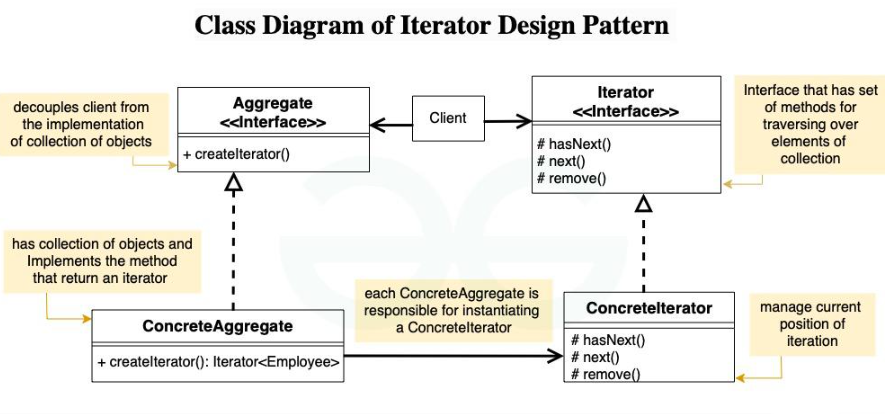 Class Diagram of Iterator Design Pattern
decouples client from
the implementation
of collection of objects
Aggregate
<<Interface>>
+ createIterator()
Client
Iterator
<<Interface>>
# hasNext()
# next()
# remove()
Interface that has set
of methods for
traversing over
elements of
collection
has collection of objects and
Implements the method
that return an iterator
ConcreteAggregate
+ createIterator(): Iterator<Employee>
each ConcreteAggregate is
responsible for instantiating
a ConcreteIterator
ConcreteIterator
# hasNext()
# next()
# remove()
manage current
position of
iteration